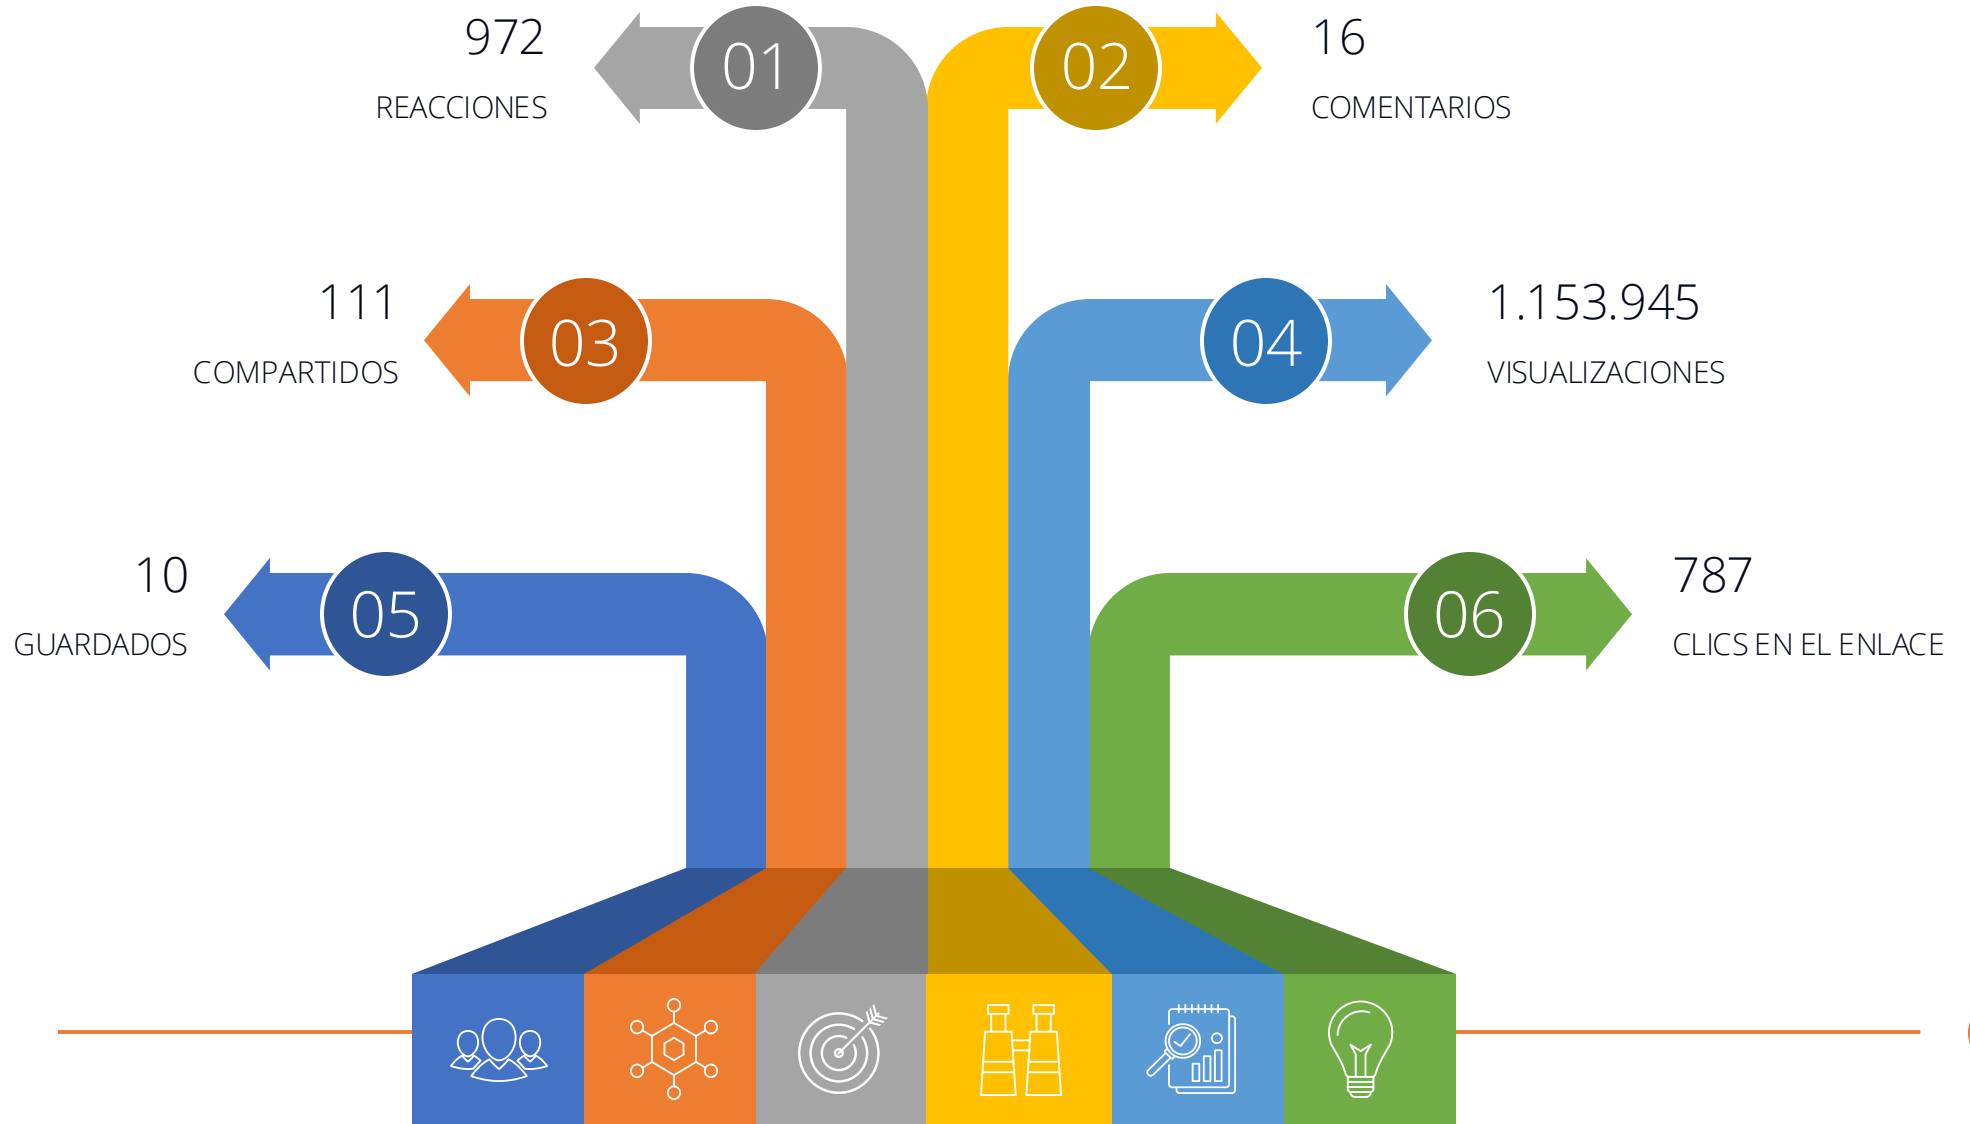 972
REACCIONES
01
02
16
COMENTARIOS
111
COMPARTIDOS
03
04
1.153.945
VISUALIZACIONES
10
GUARDADOS
05
06
787
CLICS EN EL ENLACE